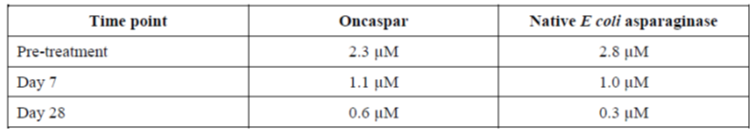 Time point Oncaspar Native E coli asparaginase
Pre-treatment 2.3 μM 2.8 μM
Day 7 1.1 μM 1.0 μM
Day 28 0.6 μM 0.3 μM